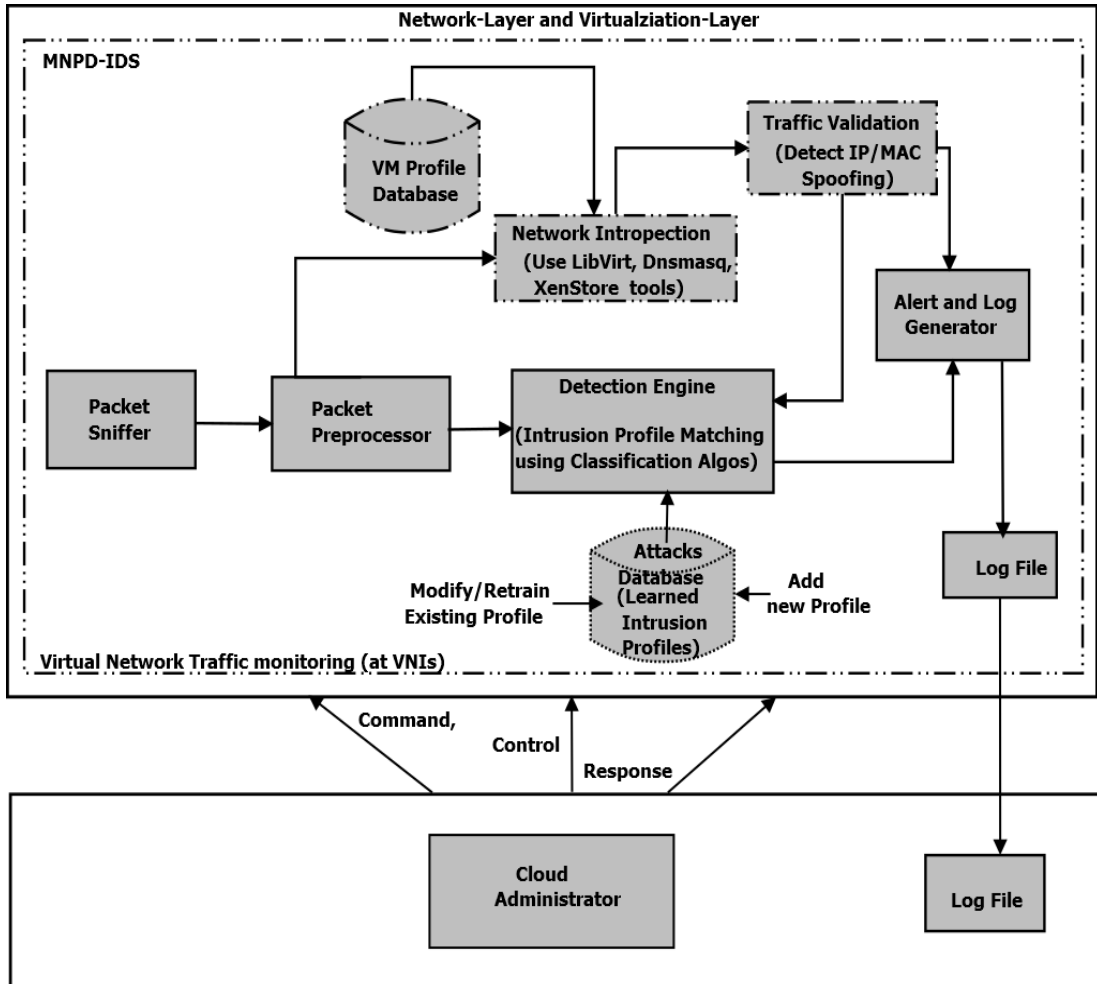 Network-Layer and Virtualziation-Layer
MNPD-IDS
VM Profile
Database
Traffic Validation
(Detect IP/MAC
Spoofing)
Network Intropection
(Use LibVirt, Dnsmasq,
XenStore tools)
Alert and Log
Generator
Packet
Sniffer
Packet
Preprocessor
Detection Engine
(Intrusion Profile Matching
using Classification Algos)
Attacks
Database
(Learned
Intrusion
Profiles)
Modify/Retrain
Existing Profile
Add
new Profile
Log File
Virtual Network Traffic monitoring (at VNIs)
Command,
Control
Response
Cloud
Administrator
Log File